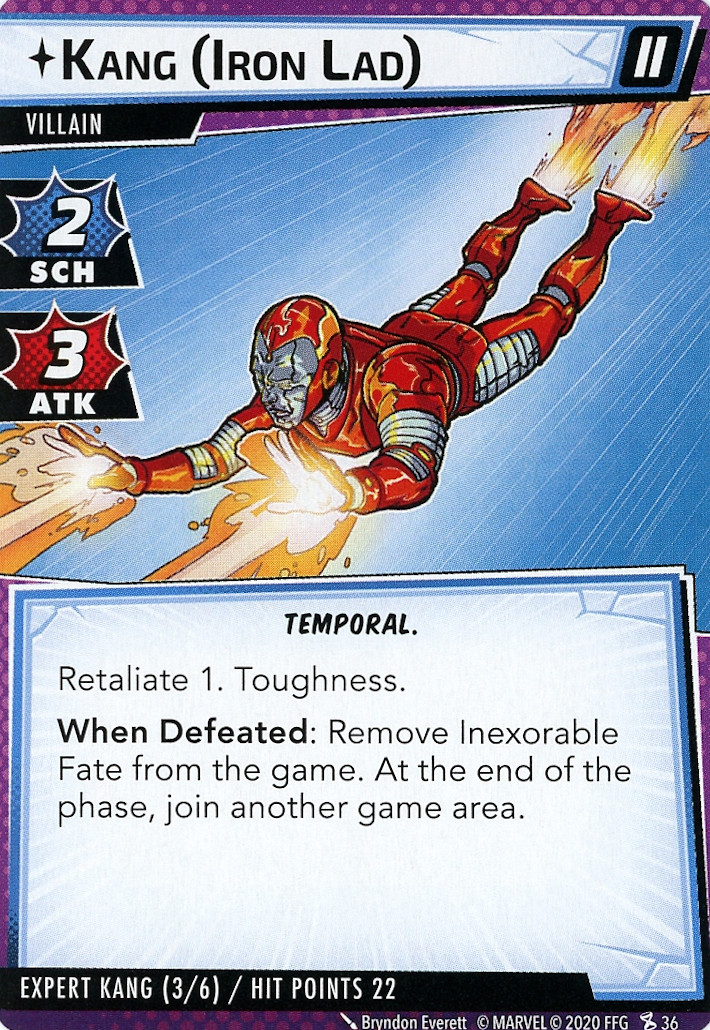 Kang (Iron Lad)
II
VILLAIN
2
SCH
3
ATK
TEMPORAL.
Retaliate 1. Toughness.
When Defeated: Remove Inexorable
Fate from the game. At the end of the
phase, join another game area.
EXPERT KANG (3/6) / HIT POINTS 22
Bryndon Everett © MARVEL © 2020 FFG 36